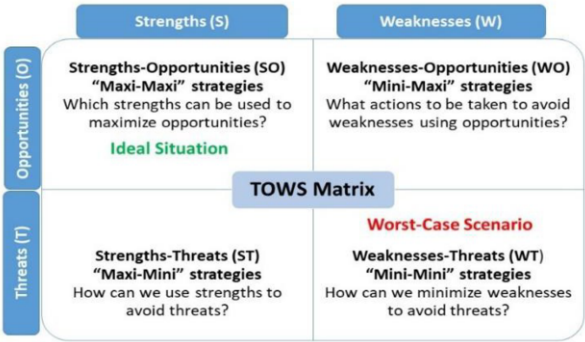 Strengths (S)
Weaknesses (W)
Opportunities (O)
Strengths-Opportunities (SO)
“Maxi-Maxi” strategies
Which strengths can be used to
maximize opportunities?
Ideal Situation
Weaknesses-Opportunities (WO)
“Mini-Maxi” strategies
What actions to be taken to avoid
weaknesses using opportunities?
TOWS Matrix
Threats (T)
Strengths-Threats (ST)
“Maxi-Mini” strategies
How can we use strengths to
avoid threats?
Worst-Case Scenario
Weaknesses-Threats (WT)
“Mini-Mini” strategies
How can we minimize weaknesses
to avoid threats?